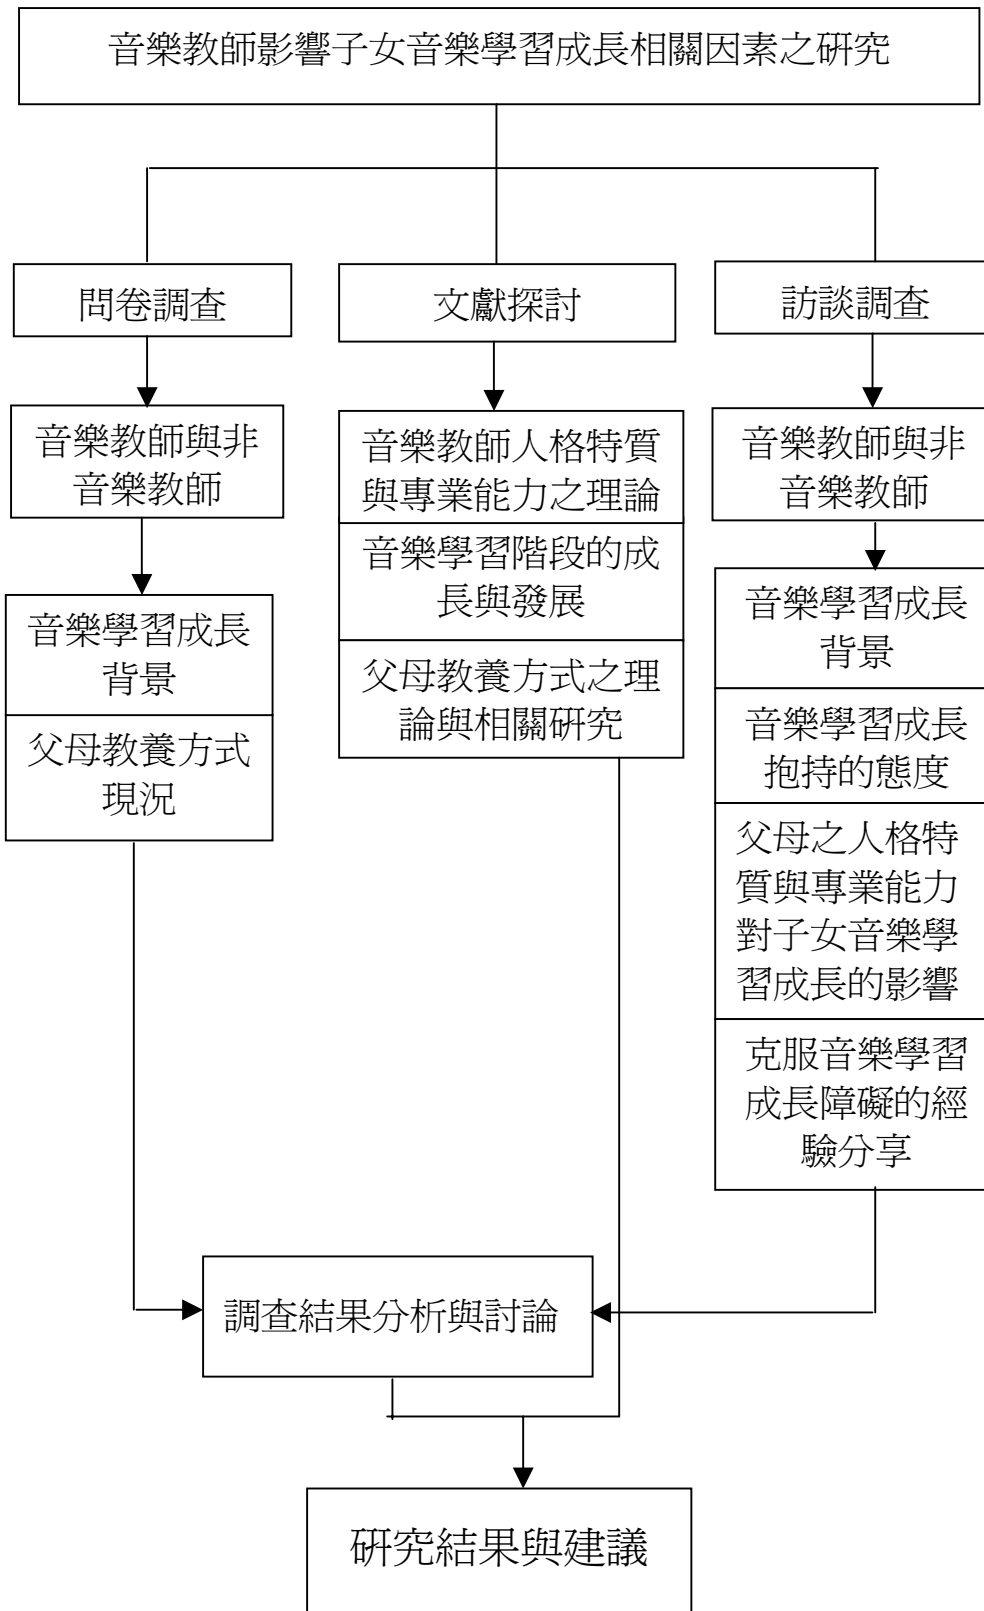 音樂教師影響子女音樂學習成長相關因素之研究
問卷調查
文獻探討
訪談調查
音樂教師與非
音樂教師
音樂學習成長
背景
父母教養方式
現況
音樂教師人格特質
與專業能力之理論
音樂學習階段的成
長與發展
父母教養方式之理
論與相關研究
音樂教師與非
音樂教師
音樂學習成長
背景
音樂學習成長
抱持的態度
父母之人格特
質與專業能力
對子女音樂學
習成長的影響
克服音樂學習
成長障礙的經
驗分享
調查結果分析與討論
研究結果與建議